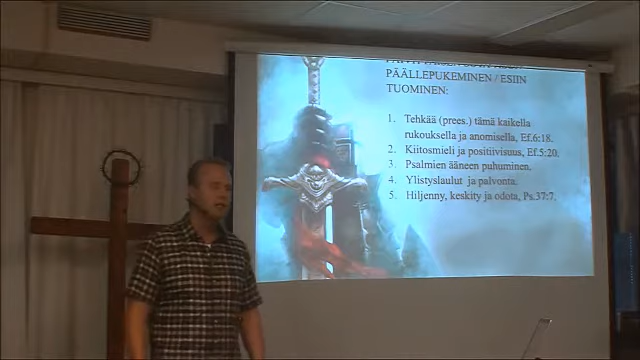 PÄÄLLEPUKEMINEN / ESIIN
TUOMINEN:
1. Tehkää (prees.) tämä kaikella
rukouksella ja anomisella, Ef.6:18.
2. Kiitosmieli ja positiivisuus, Ef.5:20.
3. Psalmien ääneen puhuminen.
4. Ylistyslaulut ja palvonta.
5. Hiljenny, keskity ja odota, Ps.37:7.